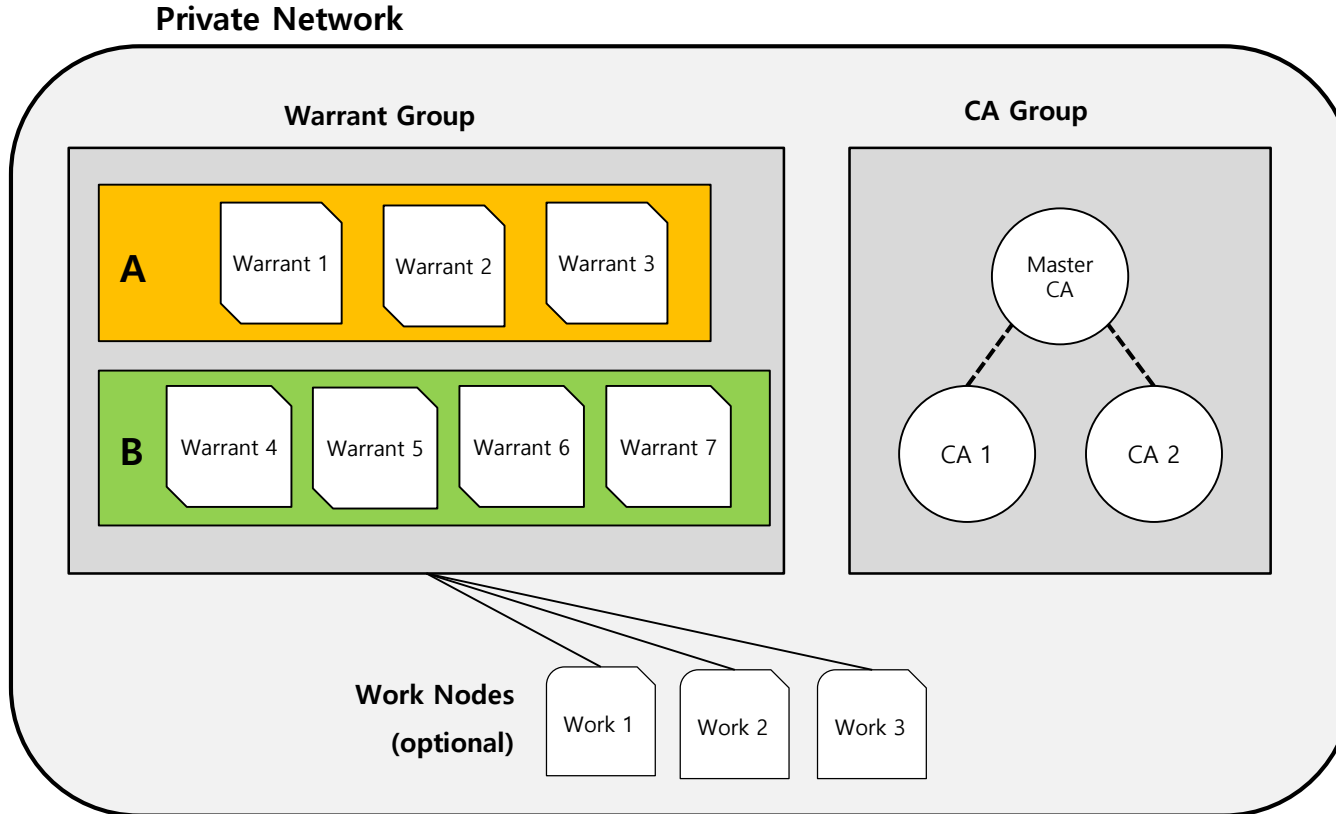 Private Network
Warrant Group
CA Group
A
Warrant 1
Warrant 2
Warrant 3
Master
CA
B
Warrant 4
Warrant 5
Warrant 6
Warrant 7
CA 1
CA 2
Work Nodes
(optional)
Work 1
Work 2
Work 3